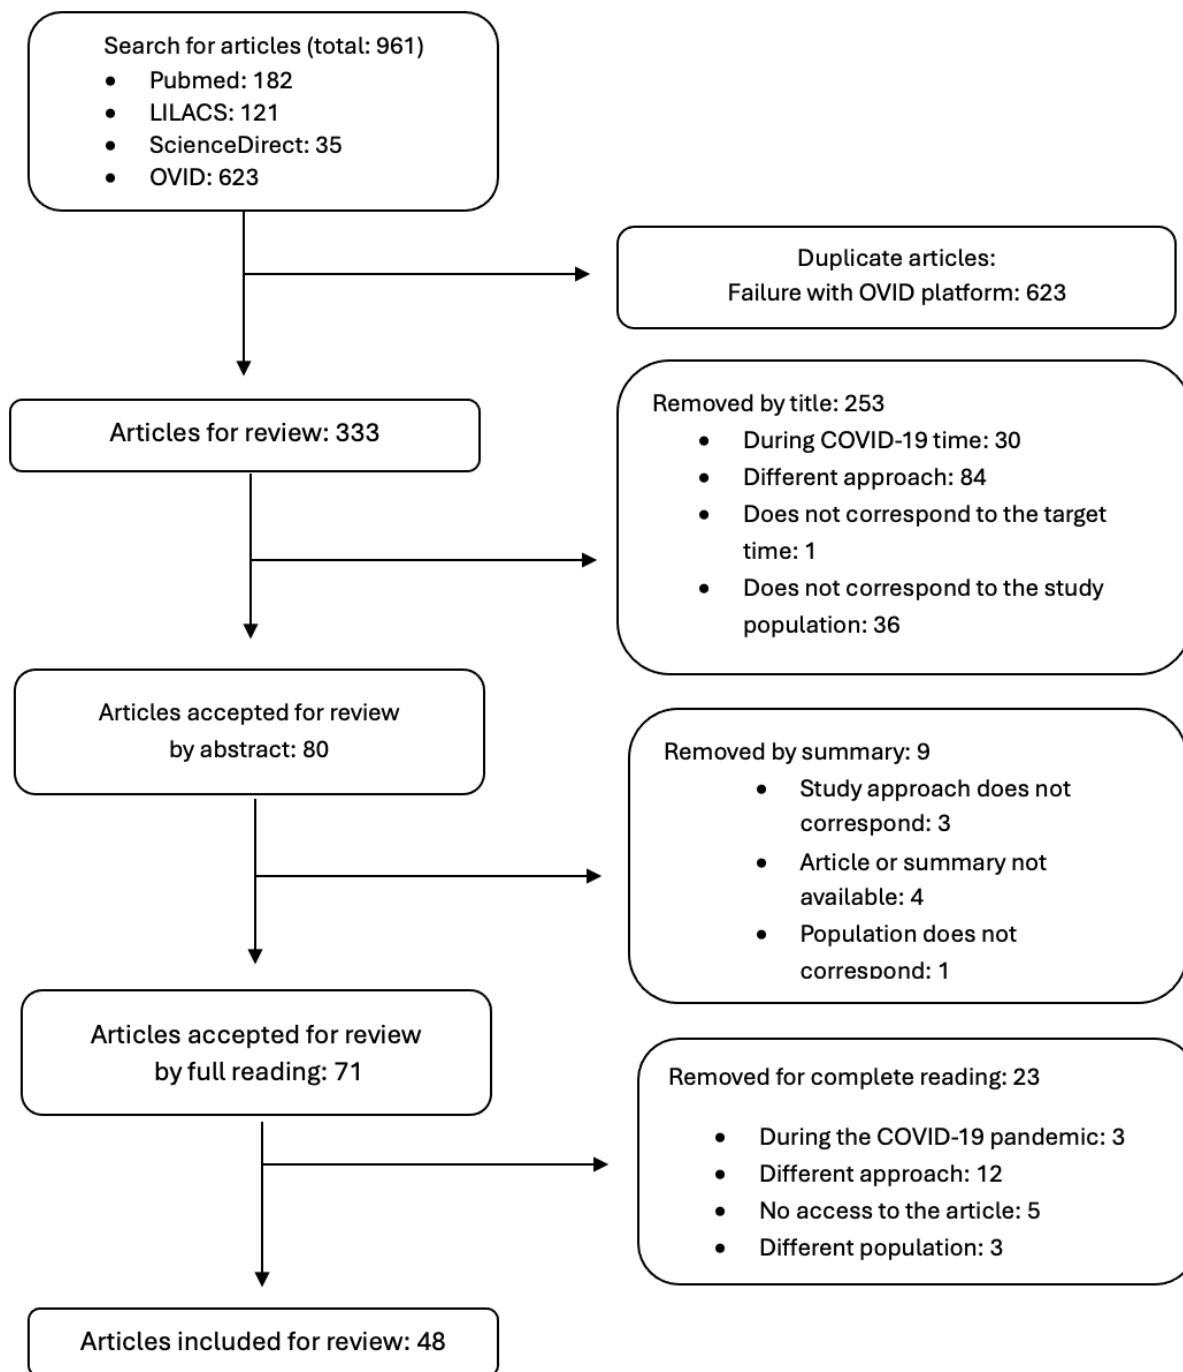 Search for articles (total: 961)
• Pubmed: 182
• LILACS: 121
• ScienceDirect: 35
• OVID: 623
Duplicate articles:
Failure with OVID platform: 623
Articles for review: 333
Removed by title: 253
• During COVID-19 time: 30
• Different approach: 84
• Does not correspond to the target
time: 1
• Does not correspond to the study
population: 36
Articles accepted for review
by abstract: 80
Removed by summary: 9
• Study approach does not
correspond: 3
• Article or summary not
available: 4
• Population does not
correspond: 1
Articles accepted for review
by full reading: 71
Removed for complete reading: 23
• During the COVID-19 pandemic: 3
• Different approach: 12
• No access to the article: 5
• Different population: 3
Articles included for review: 48